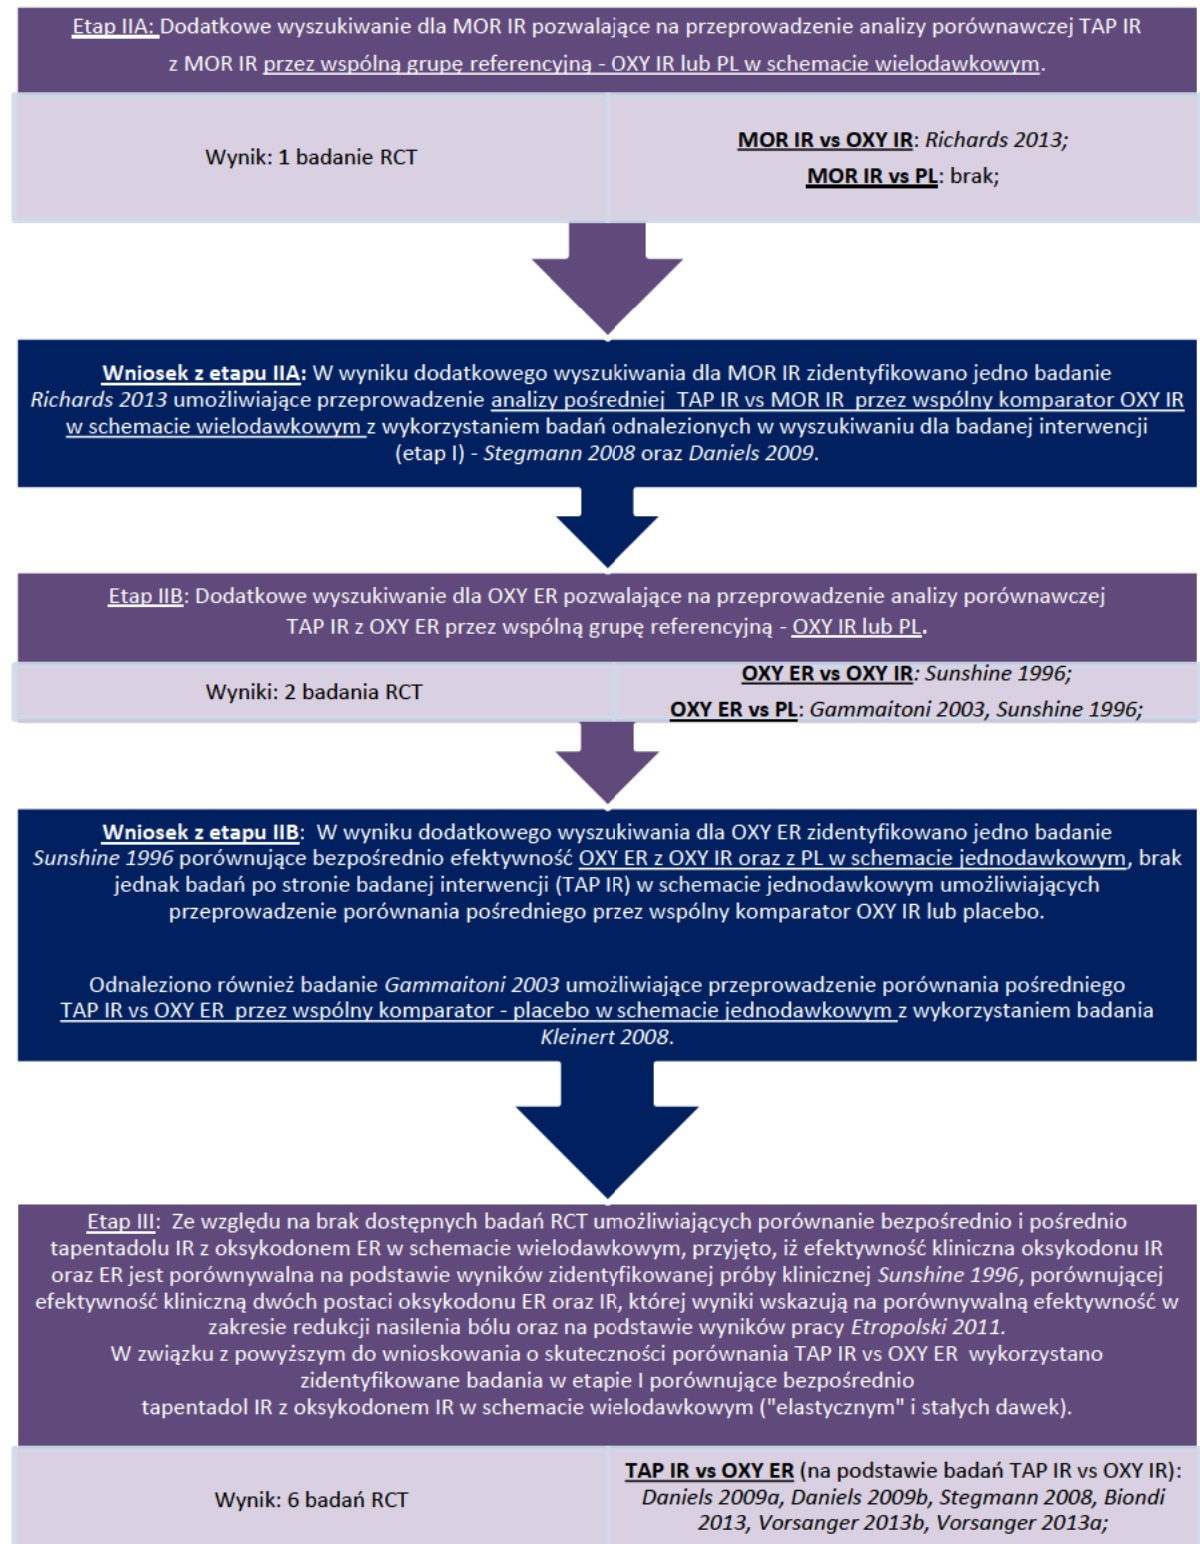 Etap IIA: Dodatkowe wyszukiwanie dla MOR IR pozwalające na przeprowadzenie analizy porównawczej TAP IR
z MOR IR przez wspólną grupę referencyjną - OXY IR lub PL w schemacie wielodawkowym.
Wynik: 1 badanie RCT
MOR IR vs OXY IR: Richards 2013;
MOR IR vs PL: brak;
Wniosek z etapu IIA: W wyniku dodatkowego wyszukiwania dla MOR IR zidentyfikowano jedno badanie
Richards 2013 umożliwiające przeprowadzenie analizy pośredniej TAP IR vs MOR IR przez wspólny komparator OXY IR
w schemacie wielodawkowym z wykorzystaniem badań odnalezionych w wyszukiwaniu dla badanej interwencji
(etap I) - Stegmann 2008 oraz Daniels 2009.
Etap IIB: Dodatkowe wyszukiwanie dla OXY ER pozwalające na przeprowadzenie analizy porównawczej
TAP IR z OXY ER przez wspólną grupę referencyjną - OXY IR lub PL.
Wyniki: 2 badania RCT
OXY ER vs OXY IR: Sunshine 1996;
OXY ER vs PL: Gammaitoni 2003, Sunshine 1996;
Wniosek z etapu IIB: W wyniku dodatkowego wyszukiwania dla OXY ER zidentyfikowano jedno badanie
Sunshine 1996 porównujące bezpośrednio efektywność OXY ER z OXY IR oraz z PL w schemacie jednodawkowym, brak
jednak badań po stronie badanej interwencji (TAP IR) w schemacie jednodawkowym umożliwiających
przeprowadzenie porównania pośredniego przez wspólny komparator OXY IR lub placebo.
Odnaleziono również badanie Gammaitoni 2003 umożliwiające przeprowadzenie porównania pośredniego
TAP IR vs OXY ER przez wspólny komparator - placebo w schemacie jednodawkowym z wykorzystaniem badania
Kleinert 2008.
Etap III: Ze względu na brak dostępnych badań RCT umożliwiających porównanie bezpośrednio i pośrednio
tapentadolu IR z oksykodonem ER w schemacie wielodawkowym, przyjęto, iż efektywność kliniczna oksykodonu IR
oraz ER jest porównywalna na podstawie wyników zidentyfikowanej próby klinicznej Sunshine 1996, porównującej
efektywność kliniczną dwóch postaci oksykodonu ER oraz IR, której wyniki wskazują na porównywalną efektywność w
zakresie redukcji nasilenia bólu oraz na podstawie wyników pracy Etropolski 2011.
W związku z powyższym do wnioskowania o skuteczności porównania TAP IR vs OXY ER wykorzystano
zidentyfikowane badania w etapie I porównujące bezpośrednio
tapentadol IR z oksykodonem IR w schemacie wielodawkowym ("elastycznym" i stałych dawek).
Wynik: 6 badań RCT
TAP IR vs OXY ER (na podstawie badań TAP IR vs OXY IR):
Daniels 2009a, Daniels 2009b, Stegmann 2008, Biondi
2013, Vorsanger 2013b, Vorsanger 2013a;